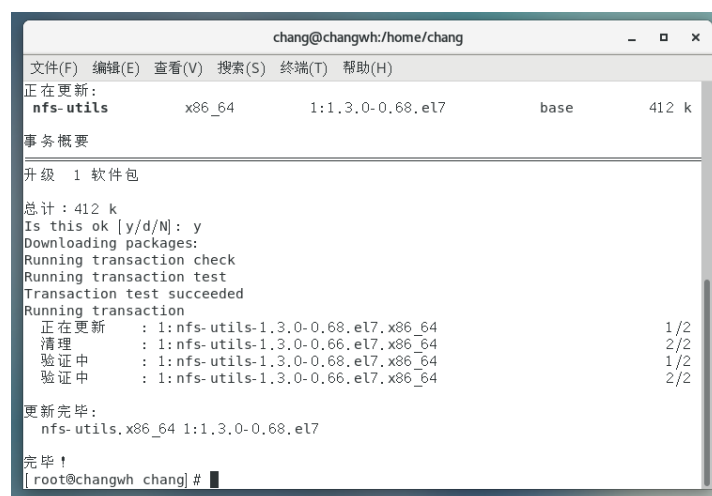 chang@changwh:/home/chang
文件(F) 编辑(E) 查看(V) 搜索(S) 终端(T) 帮助(H)
正在更新:
nfs-utils x86_64 1:1.3.0-0.68.el7 base 412 k
事务概要
升级 1 软件包
总计：412 k
Is this ok [y/d/N]: y
Downloading packages:
Running transaction check
Running transaction test
Transaction test succeeded
Running transaction
正在更新 : 1:nfs-utils-1.3.0-0.68.el7.x86_64 1/2
清理 : 1:nfs-utils-1.3.0-0.66.el7.x86_64 2/2
验证中 : 1:nfs-utils-1.3.0-0.68.el7.x86_64 1/2
验证中 : 1:nfs-utils-1.3.0-0.66.el7.x86_64 2/2
更新完毕:
nfs-utils.x86_64 1:1.3.0-0.68.el7
完毕！
[root@changwh chang]#